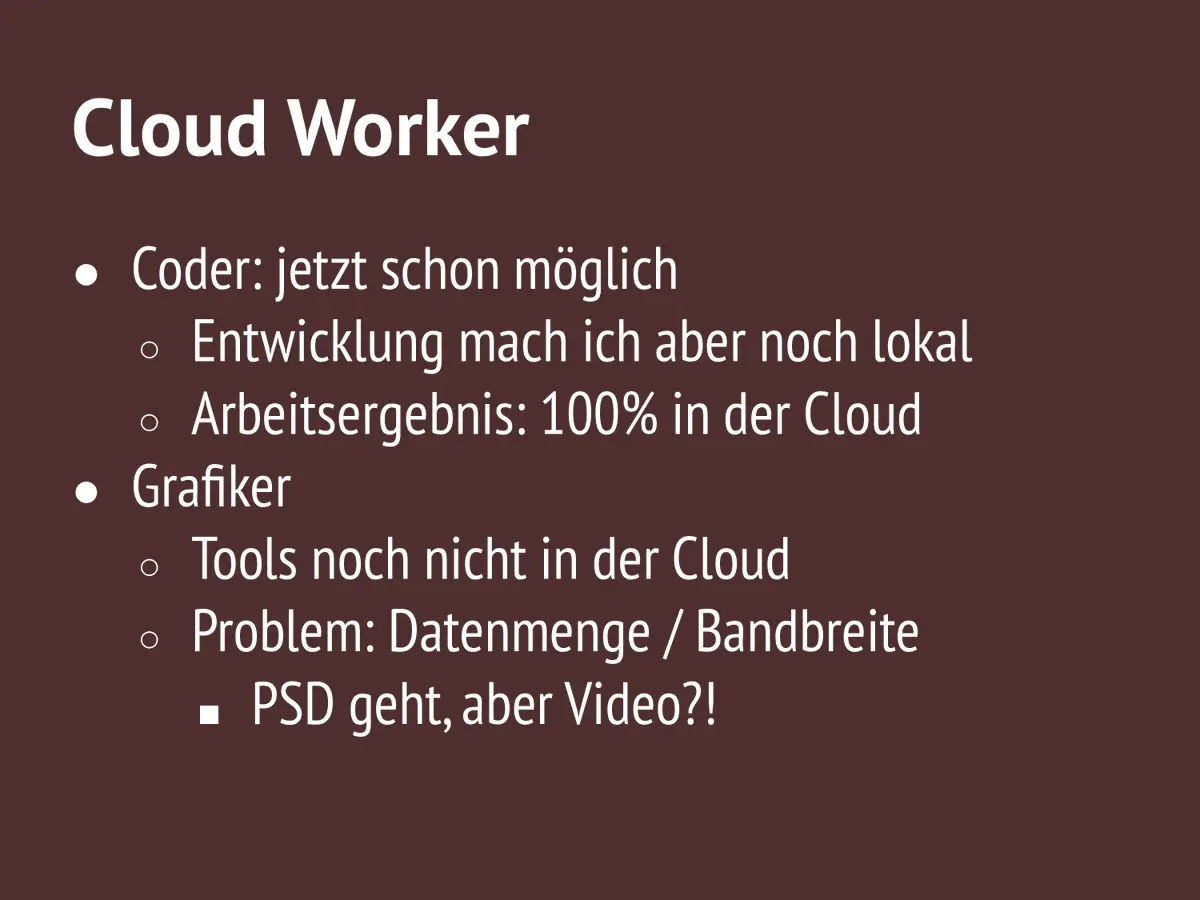 Cloud Worker
● Coder: jetzt schon möglich
○ Entwicklung mach ich aber noch lokal
○ Arbeitsergebnis: 100% in der Cloud
● Grafiker
○ Tools noch nicht in der Cloud
○ Problem: Datenmenge / Bandbreite
■ PSD geht, aber Video?!